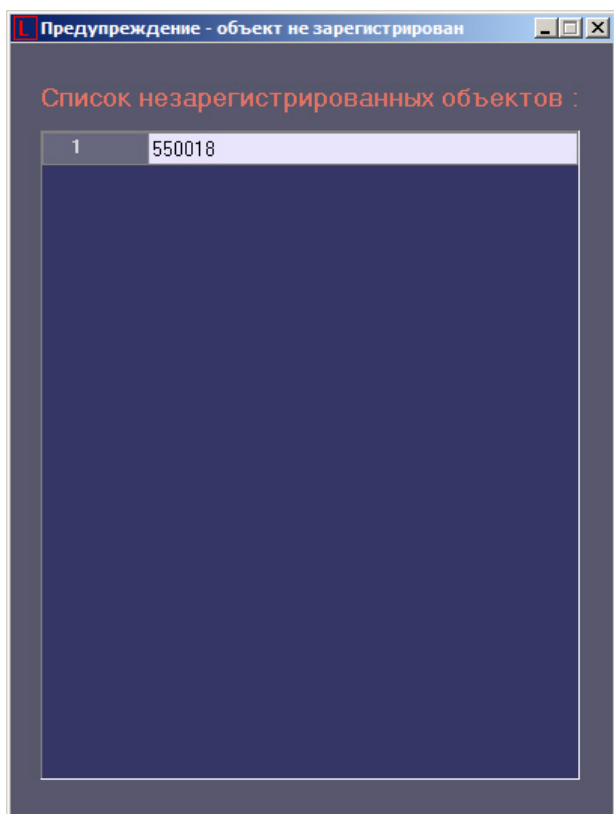 L Предупреждение - объект не зарегистрирован
Список незарегистрированных объектов :
1 550018